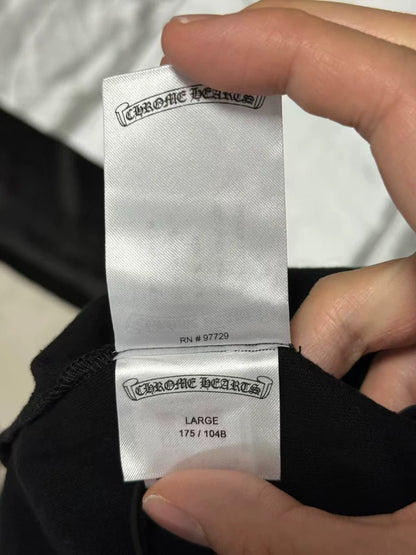 CHROME HEARTS
RN # 97729
CHROME HEARTS
LARGE
175 / 104B